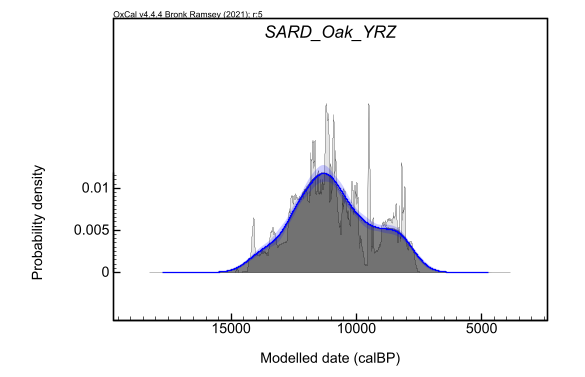 OxCal v4.4.4 Bronk Ramsey (2021); r:5
SARD_Oak_YRZ
Probability density
0.01
0.005
0
15000 10000 5000
Modelled date (calBP)